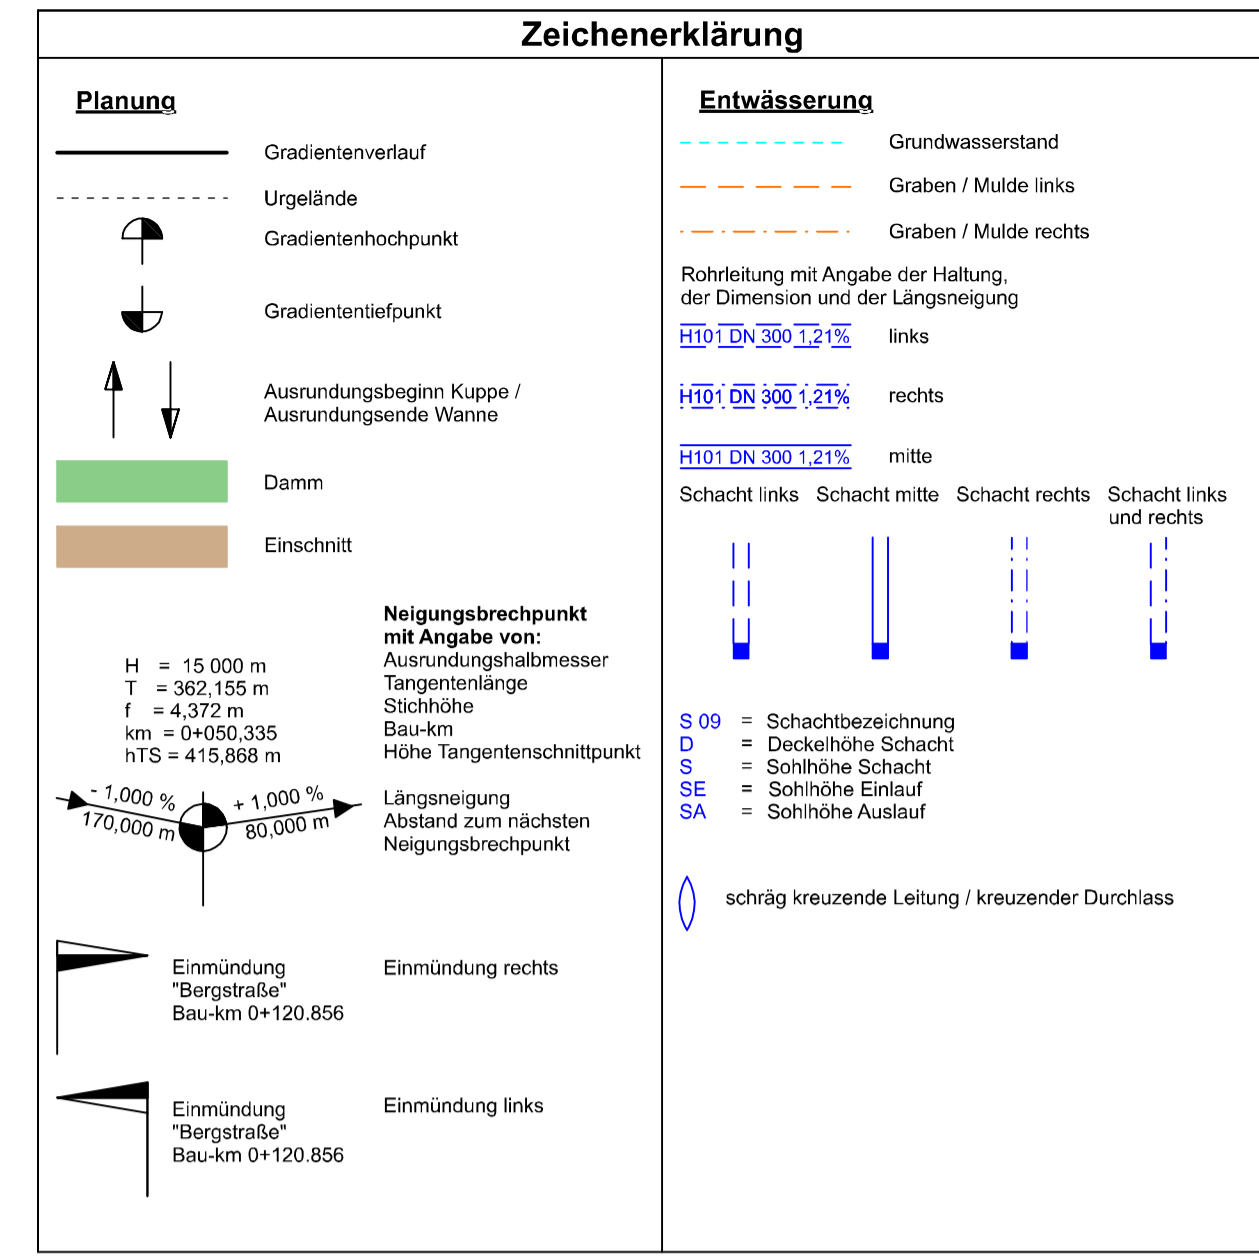 Zeichenerklärung
Planung
Gradientenverlauf
Urgelände
Gradientenhochpunkt
Gradiententiefpunkt
Ausrundungsbeginn Kuppe /
Ausrundungsende Wanne
Damm
Einschnitt
Neigungsbrechpunkt
mit Angabe von:
H = 15 000 m Ausrundungshalbmesser
T = 362,155 m Tangentenlänge
f = 4,372 m Stichhöhe
km = 0+050,335 Bau-km
hTS = 415,868 m Höhe Tangentenschnittpunkt
- 1,000 % + 1,000 % Längsneigung
170,000 m 80,000 m Abstand zum nächsten
Neigungsbrechpunkt
Einmündung Einmündung rechts
"Bergstraße"
Bau-km 0+120.856
Einmündung Einmündung links
"Bergstraße"
Bau-km 0+120.856
Entwässerung
Grundwasserstand
Graben / Mulde links
Graben / Mulde rechts
Rohrleitung mit Angabe der Haltung,
der Dimension und der Längsneigung
H101 DN 300 1,21% links
H101 DN 300 1,21% rechts
H101 DN 300 1,21% mitte
Schacht links Schacht mitte Schacht rechts Schacht links
und rechts
S 09 = Schachtbezeichnung
D = Deckelhöhe Schacht
S = Sohlhöhe Schacht
SE = Sohlhöhe Einlauf
SA = Sohlhöhe Auslauf
schräg kreuzende Leitung / kreuzender Durchlass